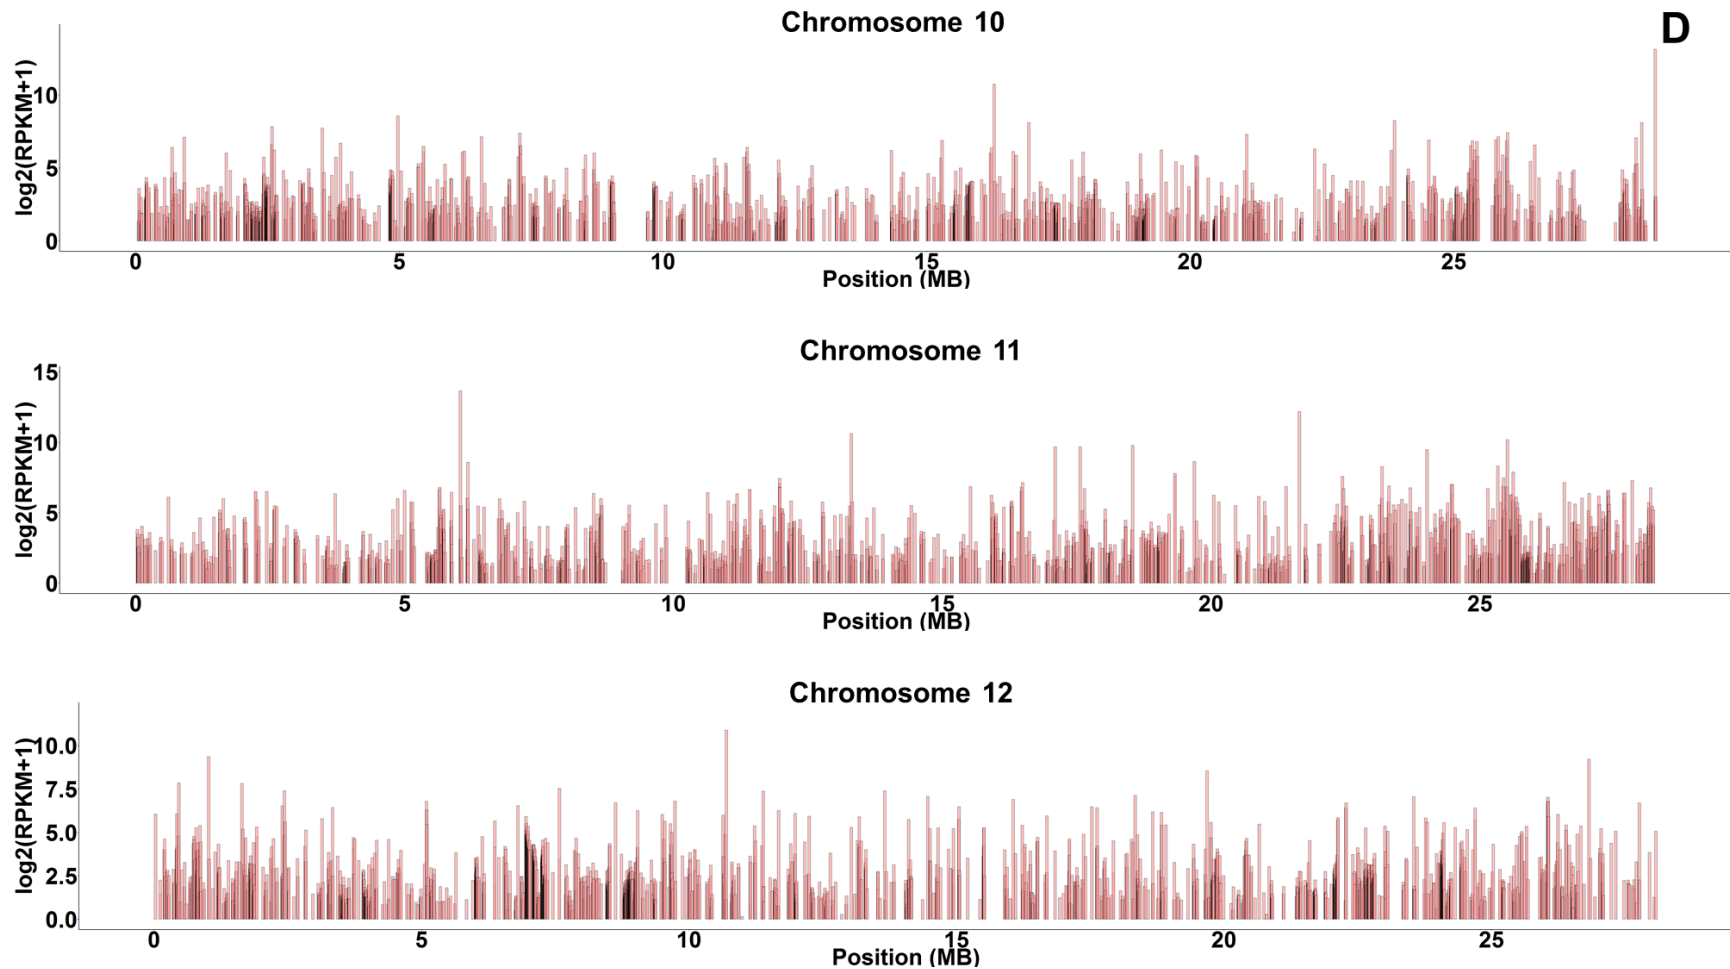 Chromosome 10
D
log2(RPKM+1)
10
5
0
0 5 10 15 20 25
Position (MB)
Chromosome 11
log2(RPKM+1)
15
10
5
0
0 5 10 15 20 25
Position (MB)
Chromosome 12
log2(RPKM+1)
10.0
7.5
5.0
2.5
0.0
0 5 10 15 20 25
Position (MB)